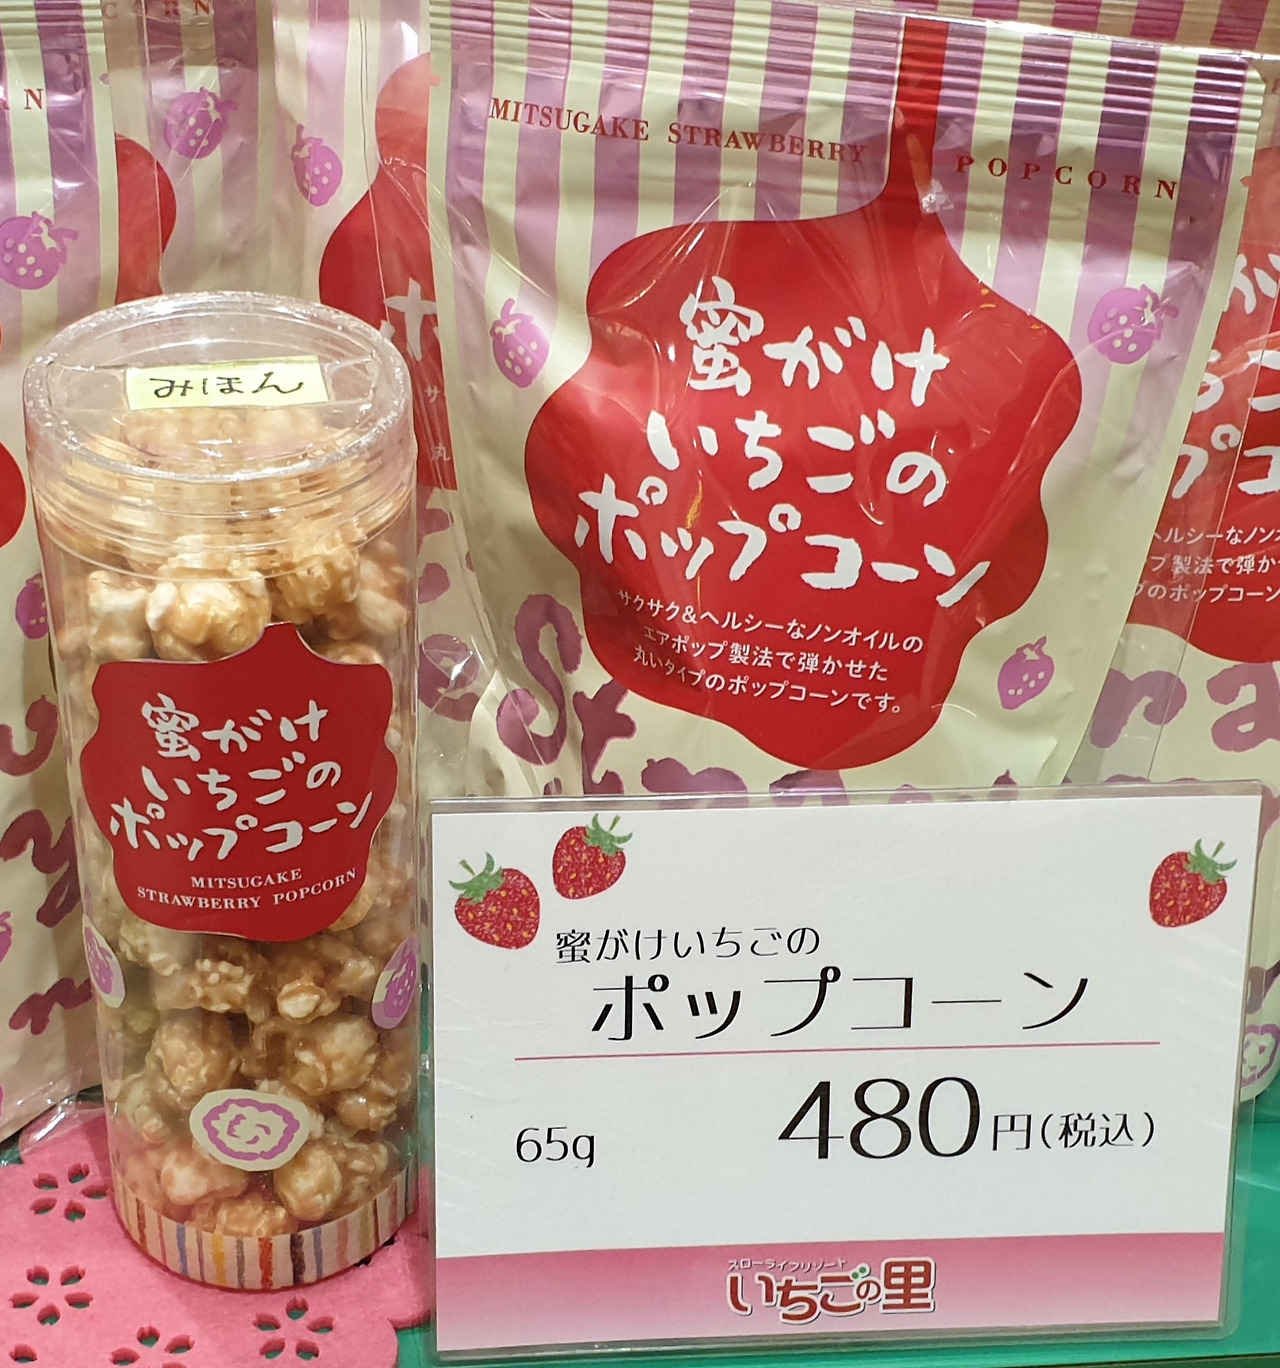 MITSUGAKE STRAWBERRY POPCORN
蜜がけ
いちごの
ポップコーン
サクサク&ヘルシーなノンオイルの
エアポップ製法で弾かせた
丸いタイプのポップコーンです。
みほん
蜜がけ
いちごの
ポップコーン
MITSUGAKE
STRAWBERRY POPCORN
蜜がけいちごの
ポップコーン
65g
480円(税込)
スローライフリゾート
いちごの里